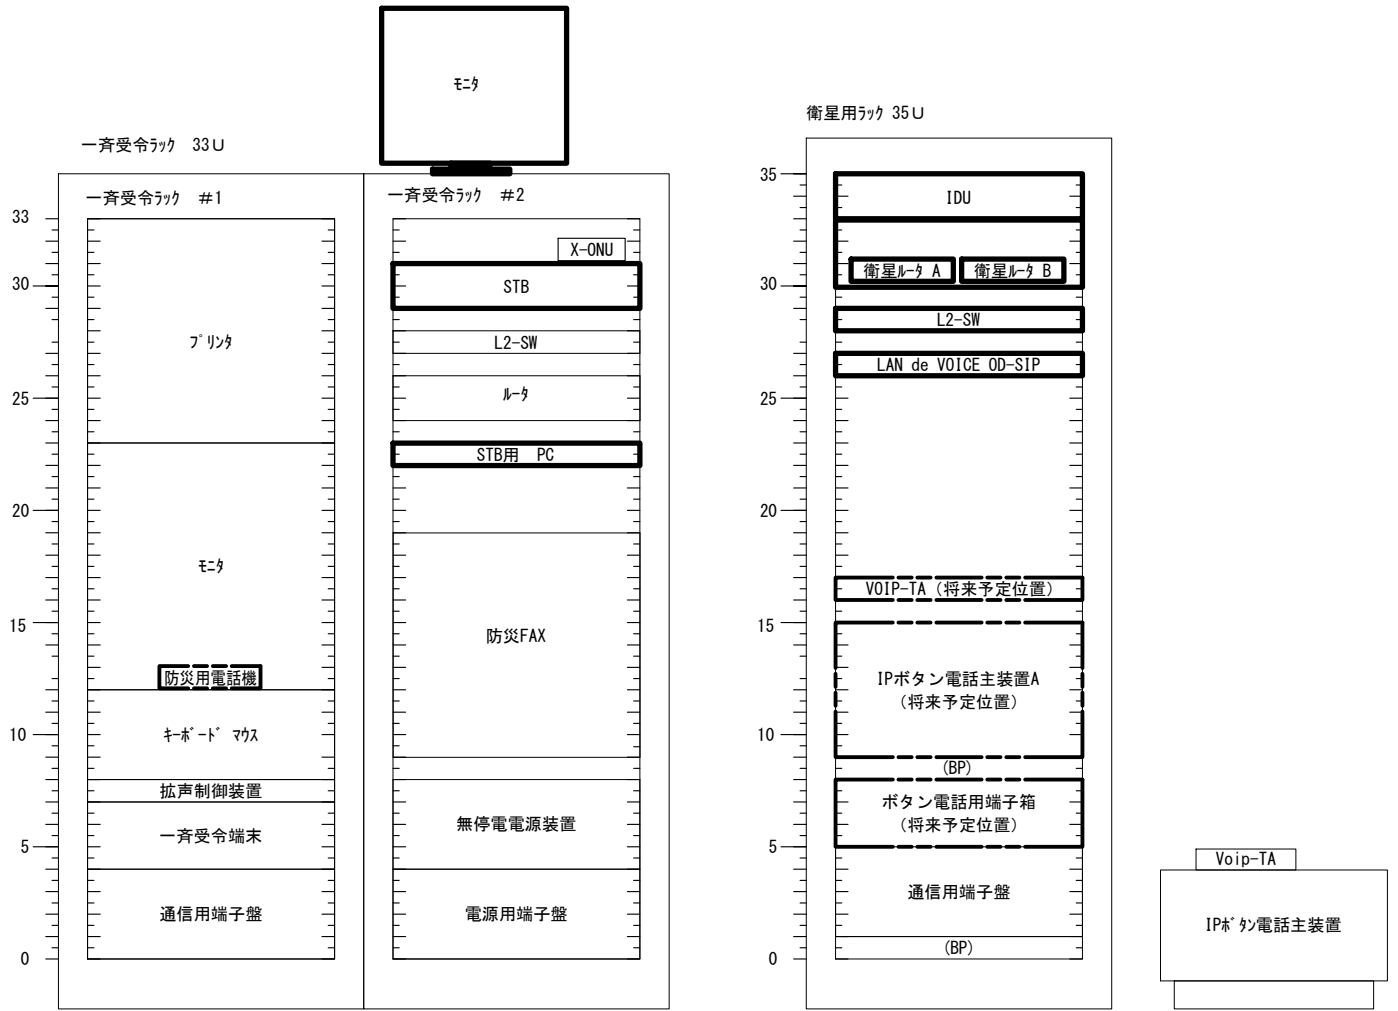 モニタ
一斉受令ラック 33U
衛星用ラック 35U
一斉受令ラック #1
一斉受令ラック #2
33
30
25
20
15
10
5
0
プリンタ
モニタ
防災用電話機
キーボード マウス
拡声制御装置
一斉受令端末
通信用端子盤
X-ONU
STB
L2-SW
ルータ
STB用 PC
防災FAX
無停電電源装置
電源用端子盤
35
30
25
20
15
10
5
0
IDU
衛星ルータ A
衛星ルータ B
L2-SW
LAN de VOICE OD-SIP
VOIP-TA (将来予定位置)
IPボタン電話主装置A
(将来予定位置)
(BP)
ボタン電話用端子箱
(将来予定位置)
通信用端子盤
(BP)
Voip-TA
IPボタン電話主装置